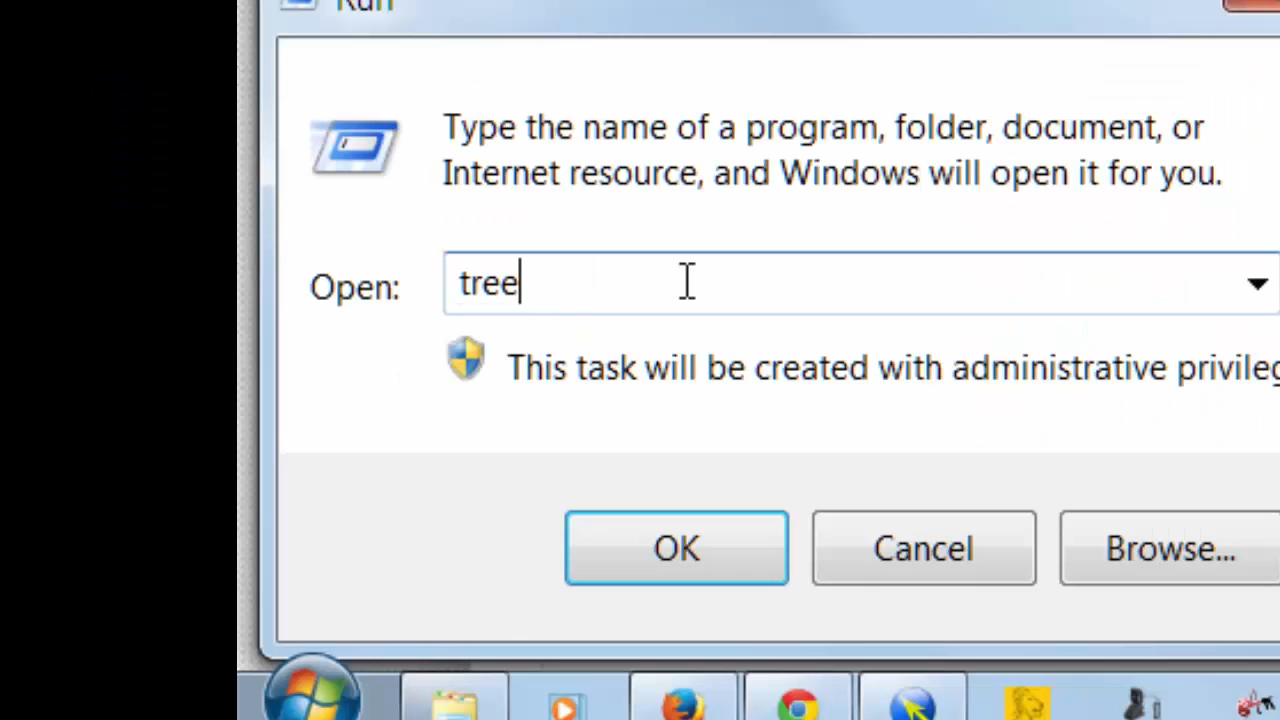 Run
Type the name of a program, folder, document, or
Internet resource, and Windows will open it for you.
Open:
tree
This task will be created with administrative
OK
Cancel
Browse...